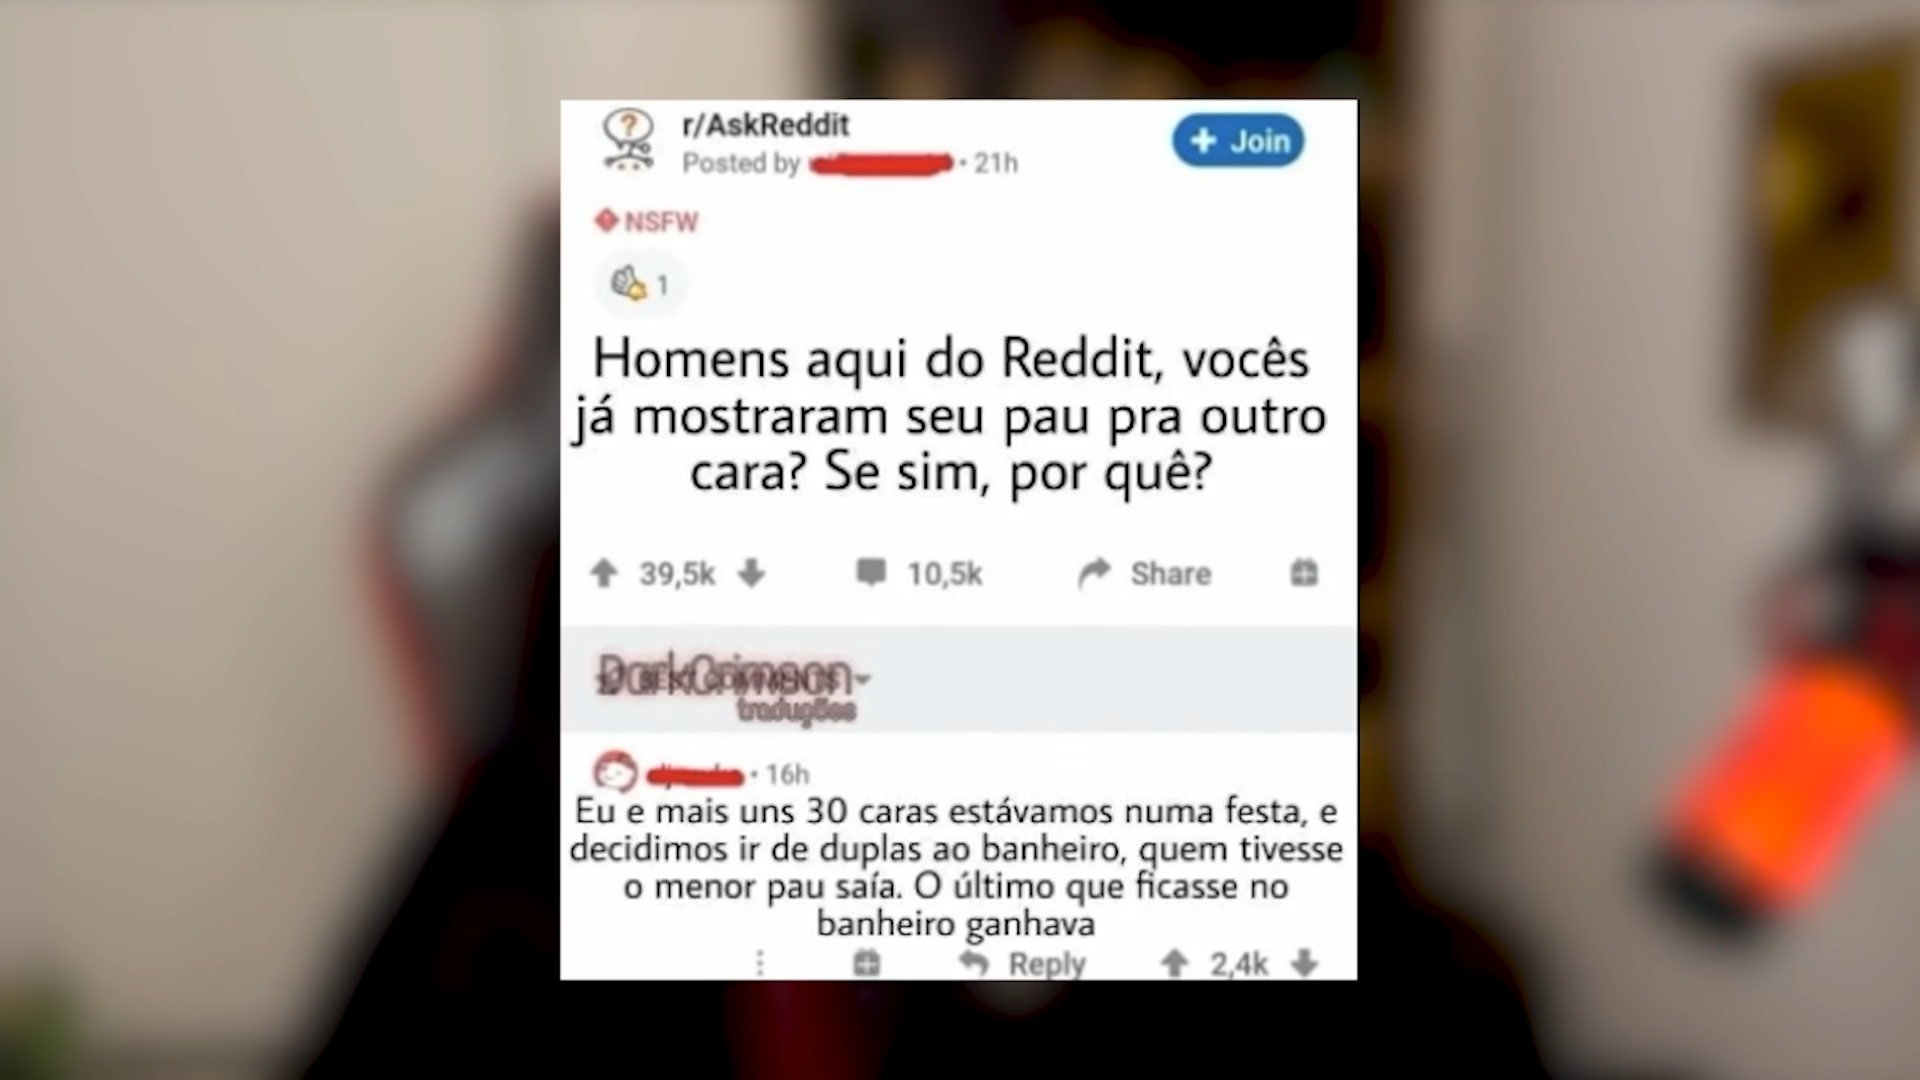 r/AskReddit
+ Join
Posted by • 21h
NSFW
1
Homens aqui do Reddit, vocês
já mostraram seu pau pra outro
cara? Se sim, por quê?
39,5k
10,5k
Share
DarkCrimson
traduções
• 16h
Eu e mais uns 30 caras estávamos numa festa, e
decidimos ir de duplas ao banheiro, quem tivesse
o menor pau saía. O último que ficasse no
banheiro ganhava
Reply
2,4k